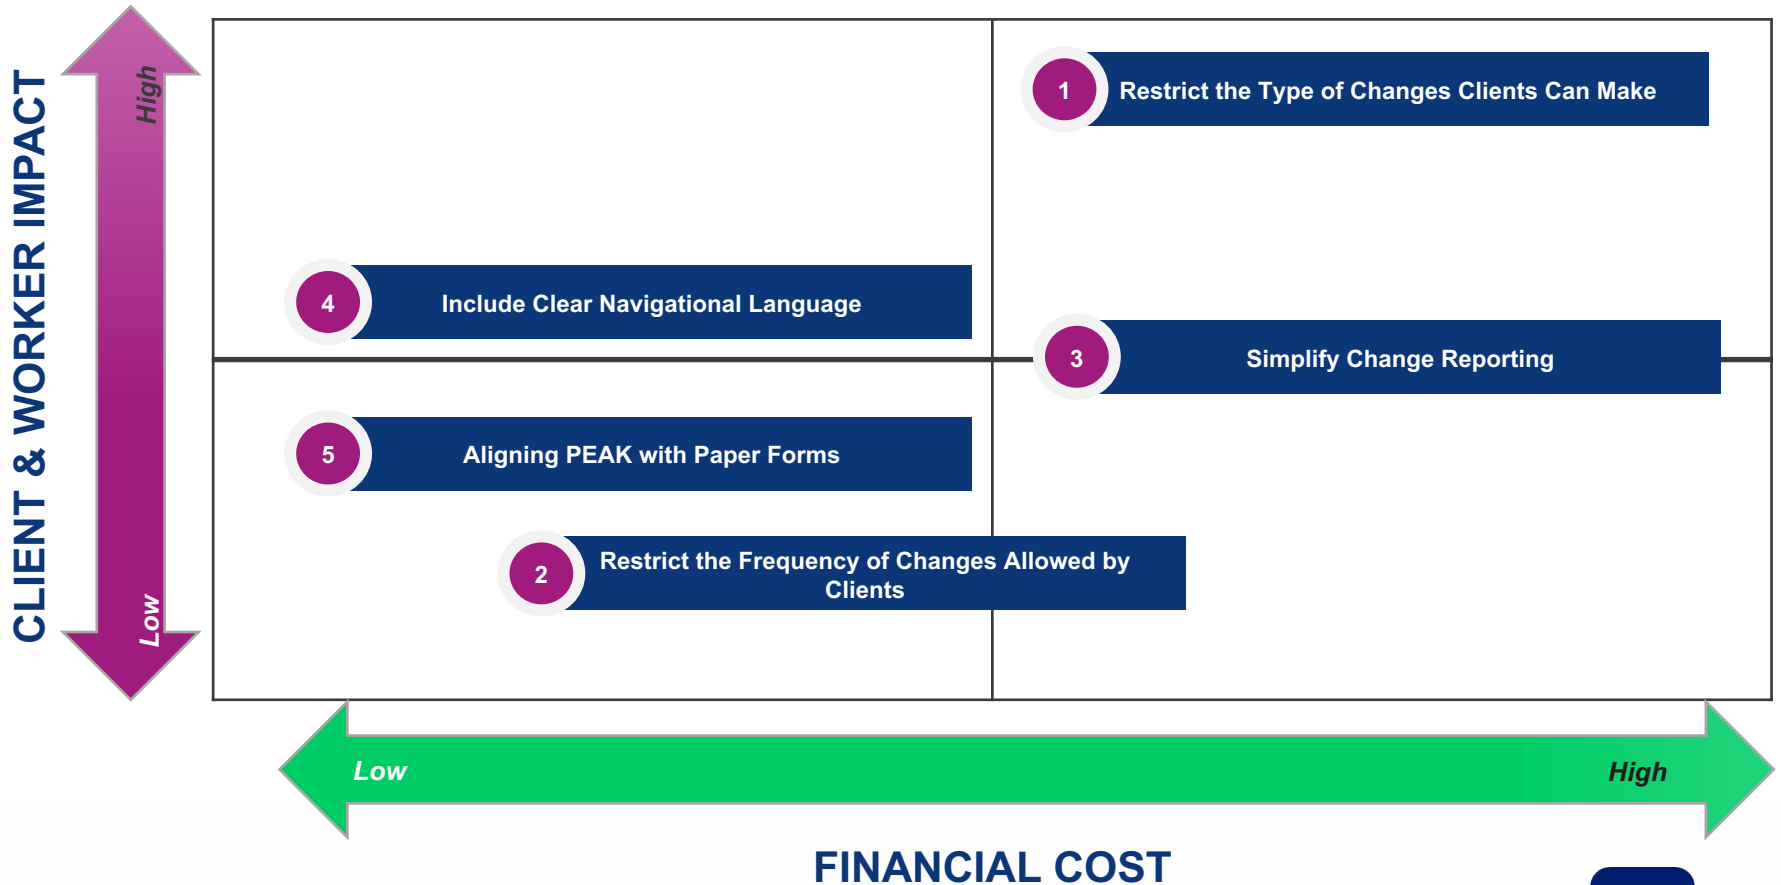 CLIENT & WORKER IMPACT
High
Low
1
Restrict the Type of Changes Clients Can Make
4
Include Clear Navigational Language
3
Simplify Change Reporting
5
Aligning PEAK with Paper Forms
2
Restrict the Frequency of Changes Allowed by
Clients
Low
High
FINANCIAL COST